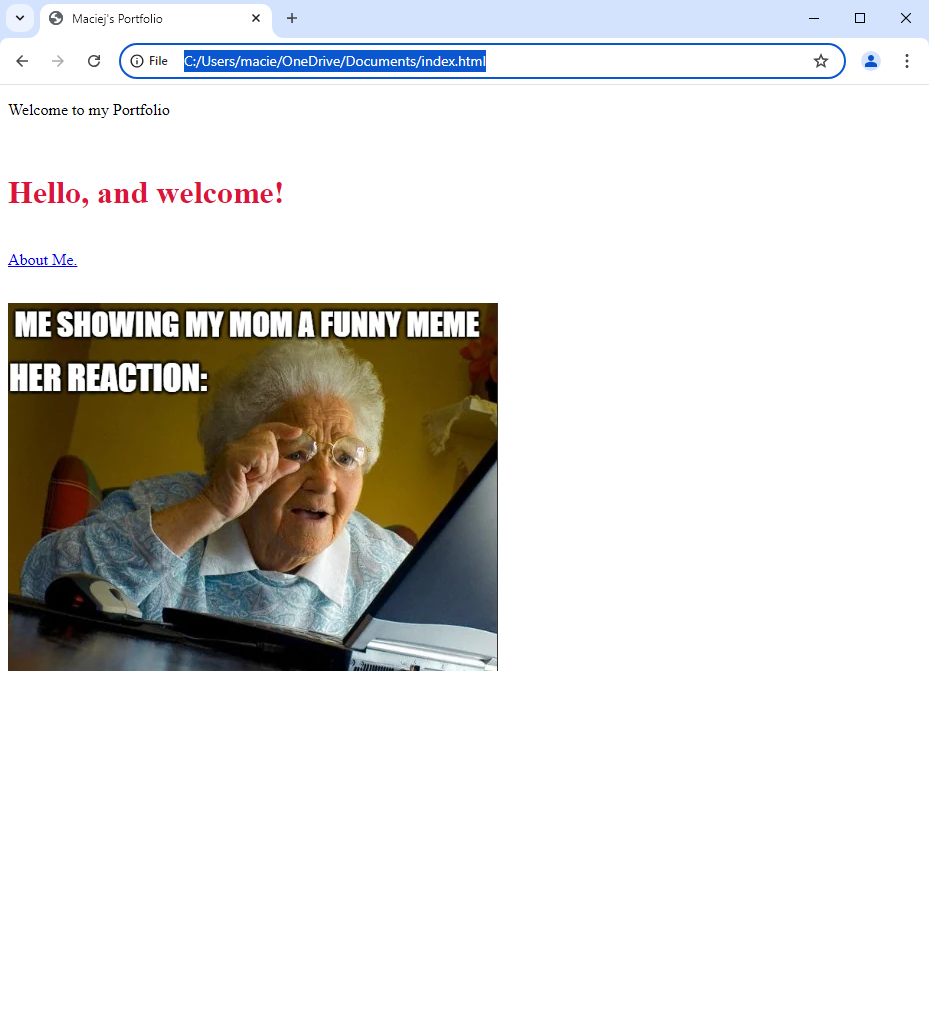 Maciej's Portfolio
File C:/Users/macie/OneDrive/Documents/index.html
Welcome to my Portfolio
Hello, and welcome!
About Me.
ME SHOWING MY MOM A FUNNY MEME
HER REACTION: